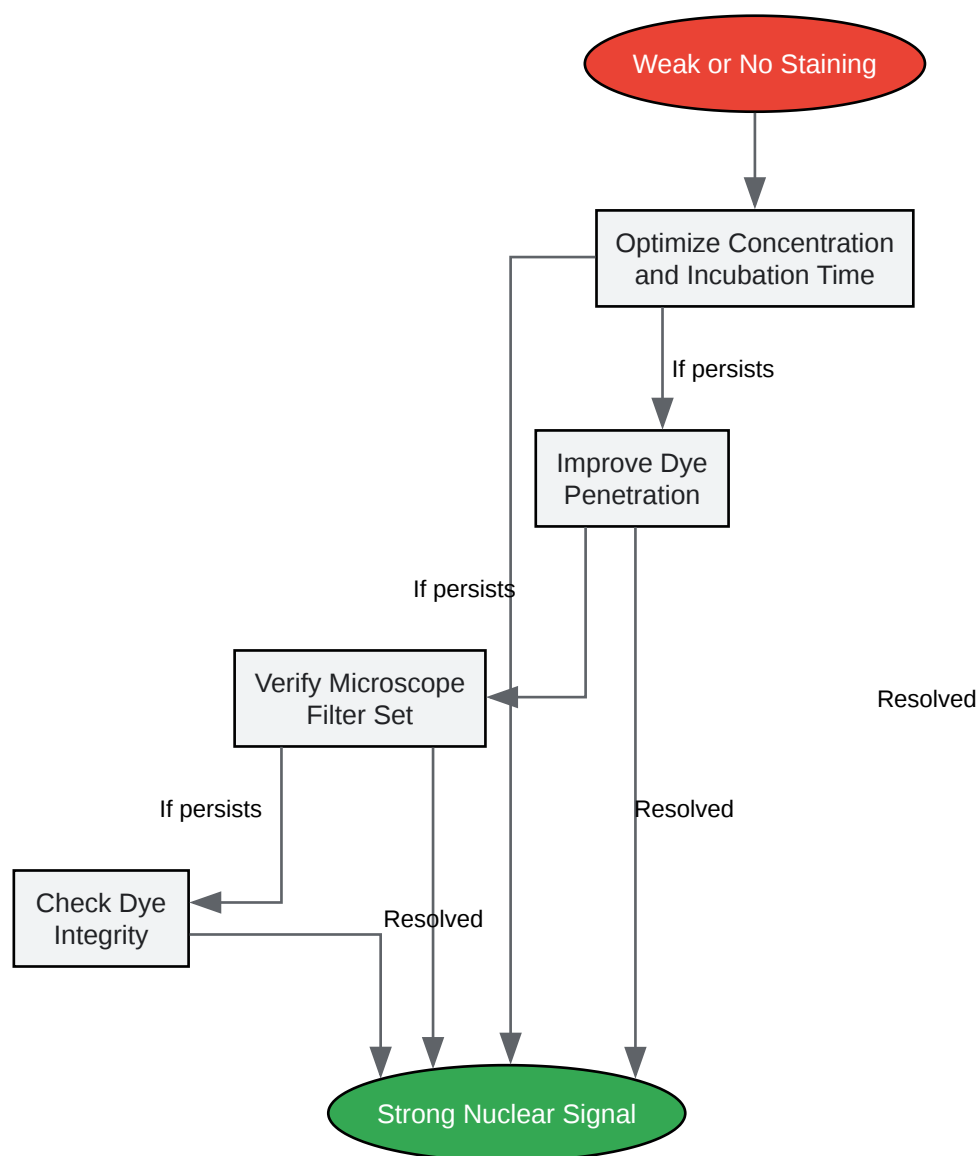 Weak or No Staining
Optimize Concentration
and Incubation Time
If persists
Improve Dye
Penetration
If persists
Verify Microscope
Filter Set
Resolved
If persists
Resolved
Check Dye
Integrity
Resolved
Strong Nuclear Signal